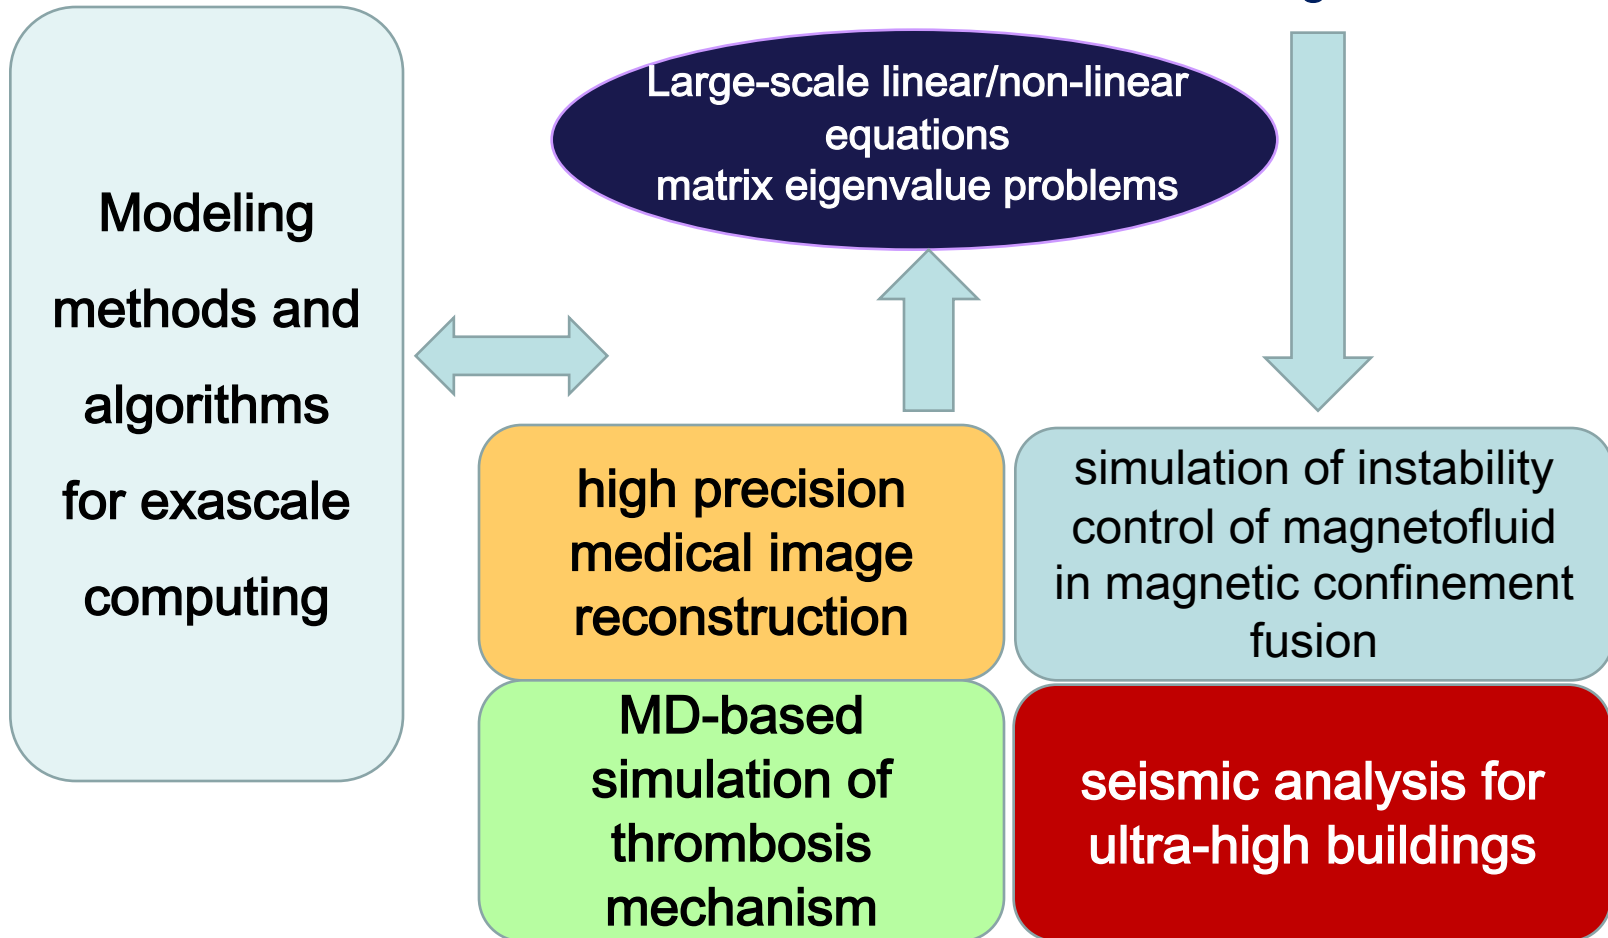 Large-scale linear/non-linear
equations
matrix eigenvalue problems
Modeling
methods and
algorithms
for exascale
computing
high precision
medical image
reconstruction
simulation of instability
control of magnetofluid
in magnetic confinement
fusion
MD-based
simulation of
thrombosis
mechanism
seismic analysis for
ultra-high buildings